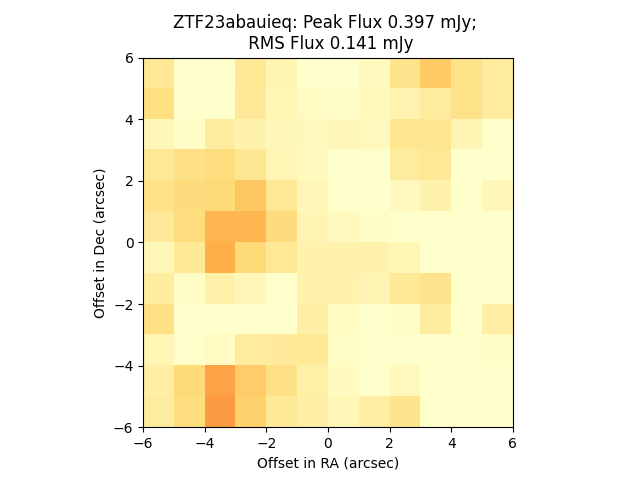 ZTF23abauieq: Peak Flux 0.397 mJy;
RMS Flux 0.141 mJy
6
4
2
0
−2
−4
−6
Offset in Dec (arcsec)
−6 −4 −2 0 2 4 6
Offset in RA (arcsec)